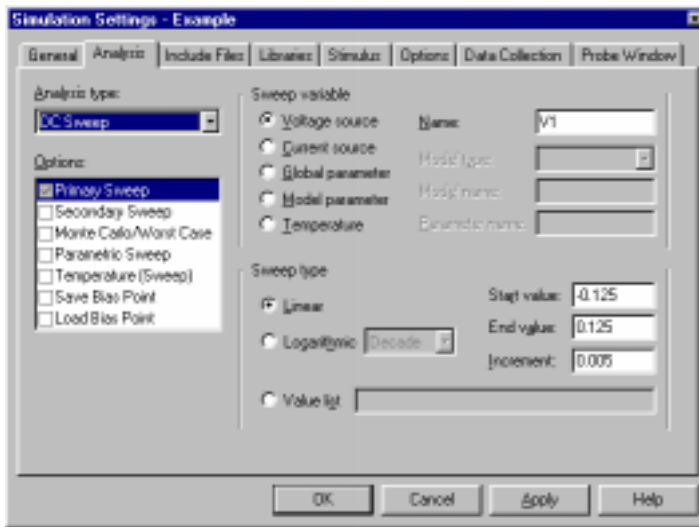 Simulation Settings - Example
General Analysis Include Files Libraries Stimulus Options Data Collection Probe Window
Analysis type:
DC Sweep
Options:
Primary Sweep
Secondary Sweep
Monte Carlo/Worst Case
Parametric Sweep
Temperature (Sweep)
Save Bias Point
Load Bias Point
Sweep variable
Voltage source
Current source
Global parameter
Model parameter
Temperature
Name: V1
Model type:
Model name:
Parameter name:
Sweep type
Linear
Logarithmic Decade
Value list
Start value: -0.125
End value: 0.125
Increment: 0.005
OK Cancel Apply Help